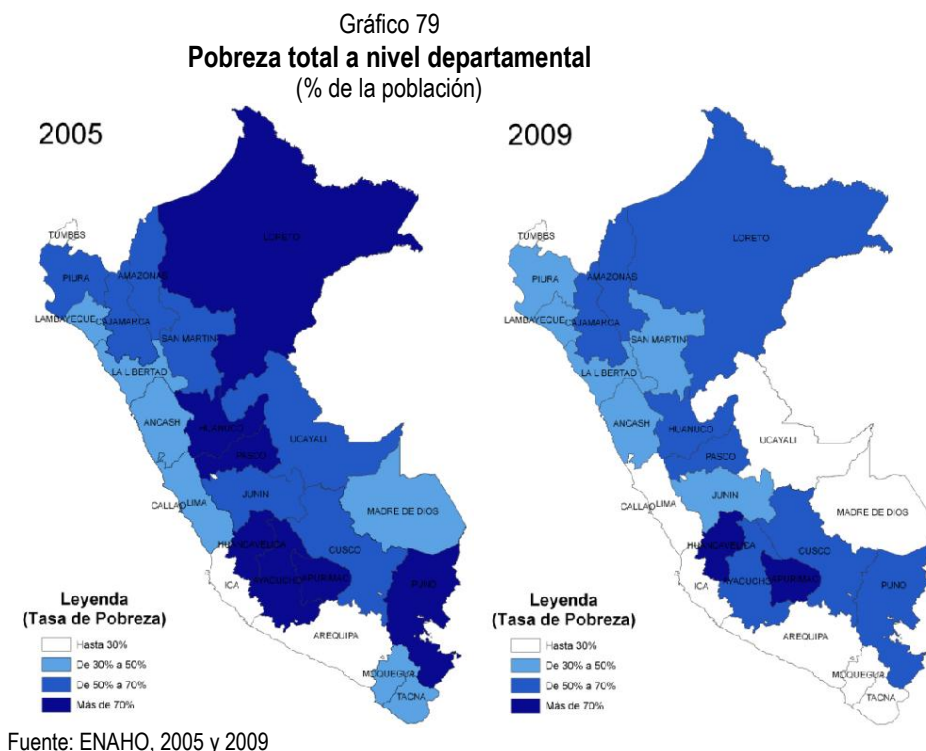 Gráfico 79
Pobreza total a nivel departamental
(% de la población)
2005
TUMBES
LORETO
PIURA
AMAZONAS
LAMBAYEQUE
CAJAMARCA
SAN MARTIN
LA LIBERTAD
ANCASH
HUANUCO
UCAYALI
PASCO
JUNIN
CALLAO
LIMA
MADRE DE DIOS
HUANCAVELICA
CUSCO
ICA
AYACUCHO
APURIMAC
PUNO
AREQUIPA
MOQUEGUA
TACNA
Leyenda
(Tasa de Pobreza)
Hasta 30%
De 30% a 50%
De 50% a 70%
Más de 70%
2009
TUMBES
LORETO
PIURA
AMAZONAS
LAMBAYEQUE
CAJAMARCA
SAN MARTIN
LA LIBERTAD
ANCASH
HUANUCO
UCAYALI
PASCO
JUNIN
CALLAO
LIMA
MADRE DE DIOS
HUANCAVELICA
CUSCO
ICA
AYACUCHO
APURIMAC
PUNO
AREQUIPA
MOQUEGUA
TACNA
Leyenda
(Tasa de Pobreza)
Hasta 30%
De 30% a 50%
De 50% a 70%
Más de 70%
Fuente: ENAHO, 2005 y 2009